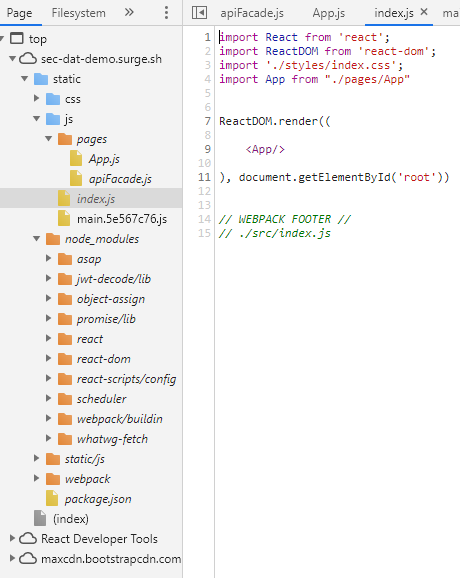 Page
Filesystem
»
top
sec-dat-demo.surge.sh
static
css
js
pages
App.js
apiFacade.js
index.js
main.5e567c76.js
node_modules
asap
jwt-decode/lib
object-assign
promise/lib
react
react-dom
react-scripts/config
scheduler
webpack/buildin
whatwg-fetch
static/js
webpack
package.json
(index)
React Developer Tools
maxcdn.bootstrapcdn.com
apiFacade.js App.js index.js × m
1 import React from 'react';
2 import ReactDOM from 'react-dom';
3 import './styles/index.css';
4 import App from "./pages/App"
5
6
7 ReactDOM.render((
8
9 <App/>
10
11 ), document.getElementById('root'))
12
13
14 // WEBPACK FOOTER //
15 // ./src/index.js